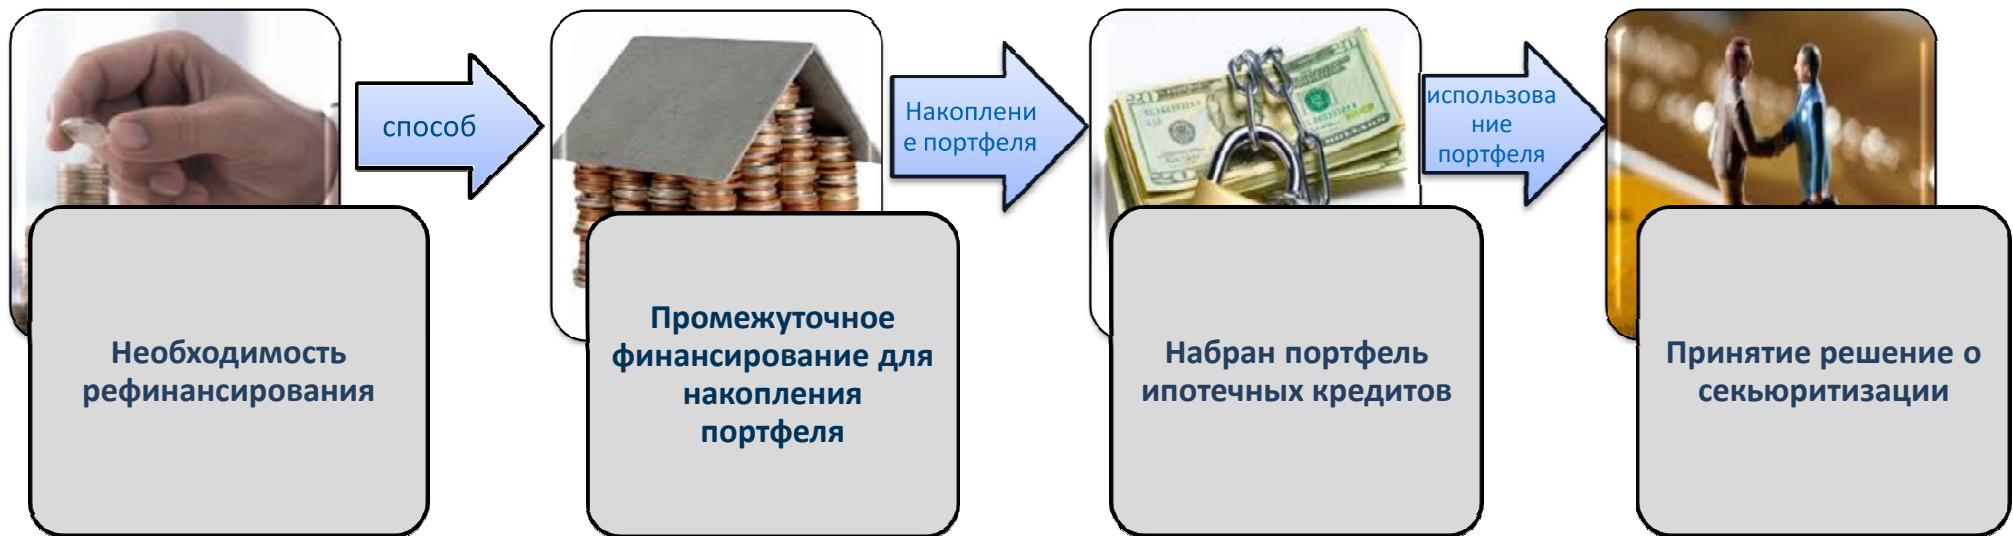 способ
Накоплени
е портфеля
использова
ние
портфеля
Необходимость
рефинансирования
Промежуточное
финансирование для
накопления
портфеля
Набран портфель
ипотечных кредитов
Принятие решение о
секьюритизации